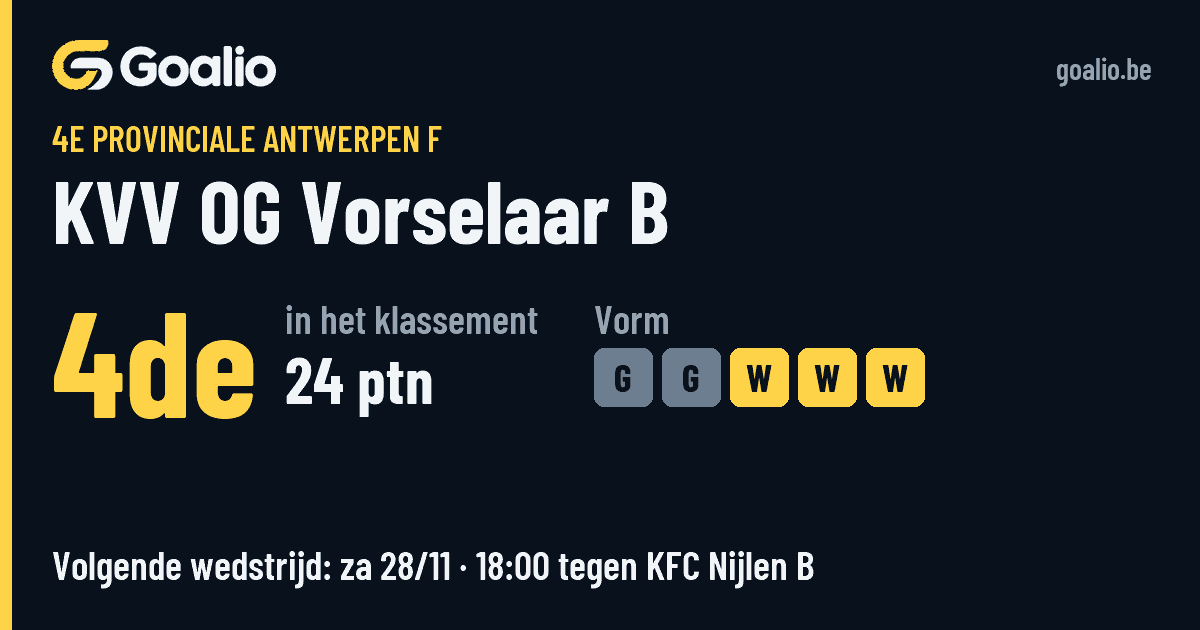 Goalio
goalio.be
4E PROVINCIALE ANTWERPEN F
KVV OG Vorselaar B
4de
in het klassement
24 ptn
Vorm
G G W W W
Volgende wedstrijd: za 28/11 · 18:00 tegen KFC Nijlen B